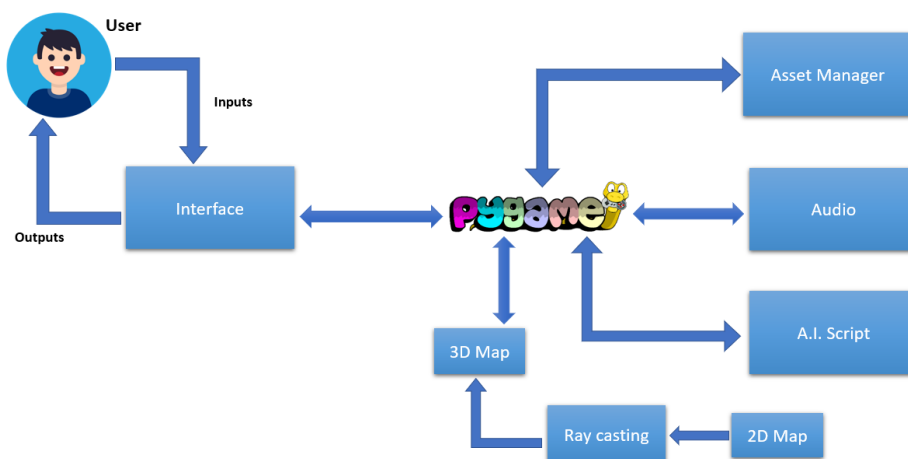 User
Inputs
Asset Manager
Interface
Outputs
pygame
Audio
3D Map
A.I. Script
Ray casting
2D Map